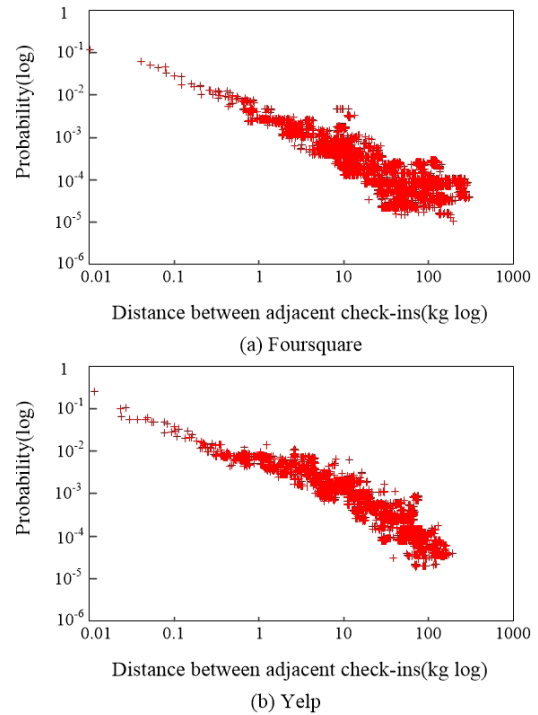 1
10-1
10-2
10-3
10-4
10-5
10-6
Probability(log)
0.01 0.1 1 10 100 1000
Distance between adjacent check-ins(kg log)
(a) Foursquare
1
10-1
10-2
10-3
10-4
10-5
10-6
Probability(log)
0.01 0.1 1 10 100 1000
Distance between adjacent check-ins(kg log)
(b) Yelp